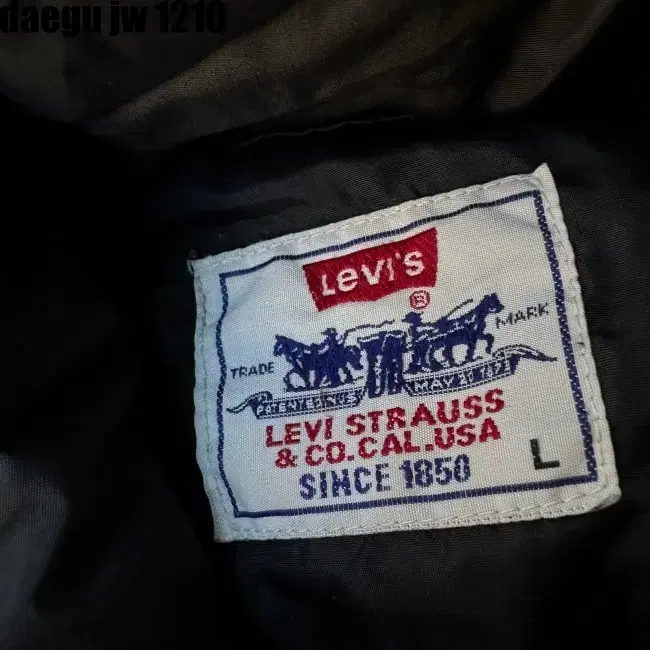 daegu jw 1210
LEVI'S
®
TRADE MARK
LEVI STRAUSS
& CO.CAL.USA
SINCE 1850
L